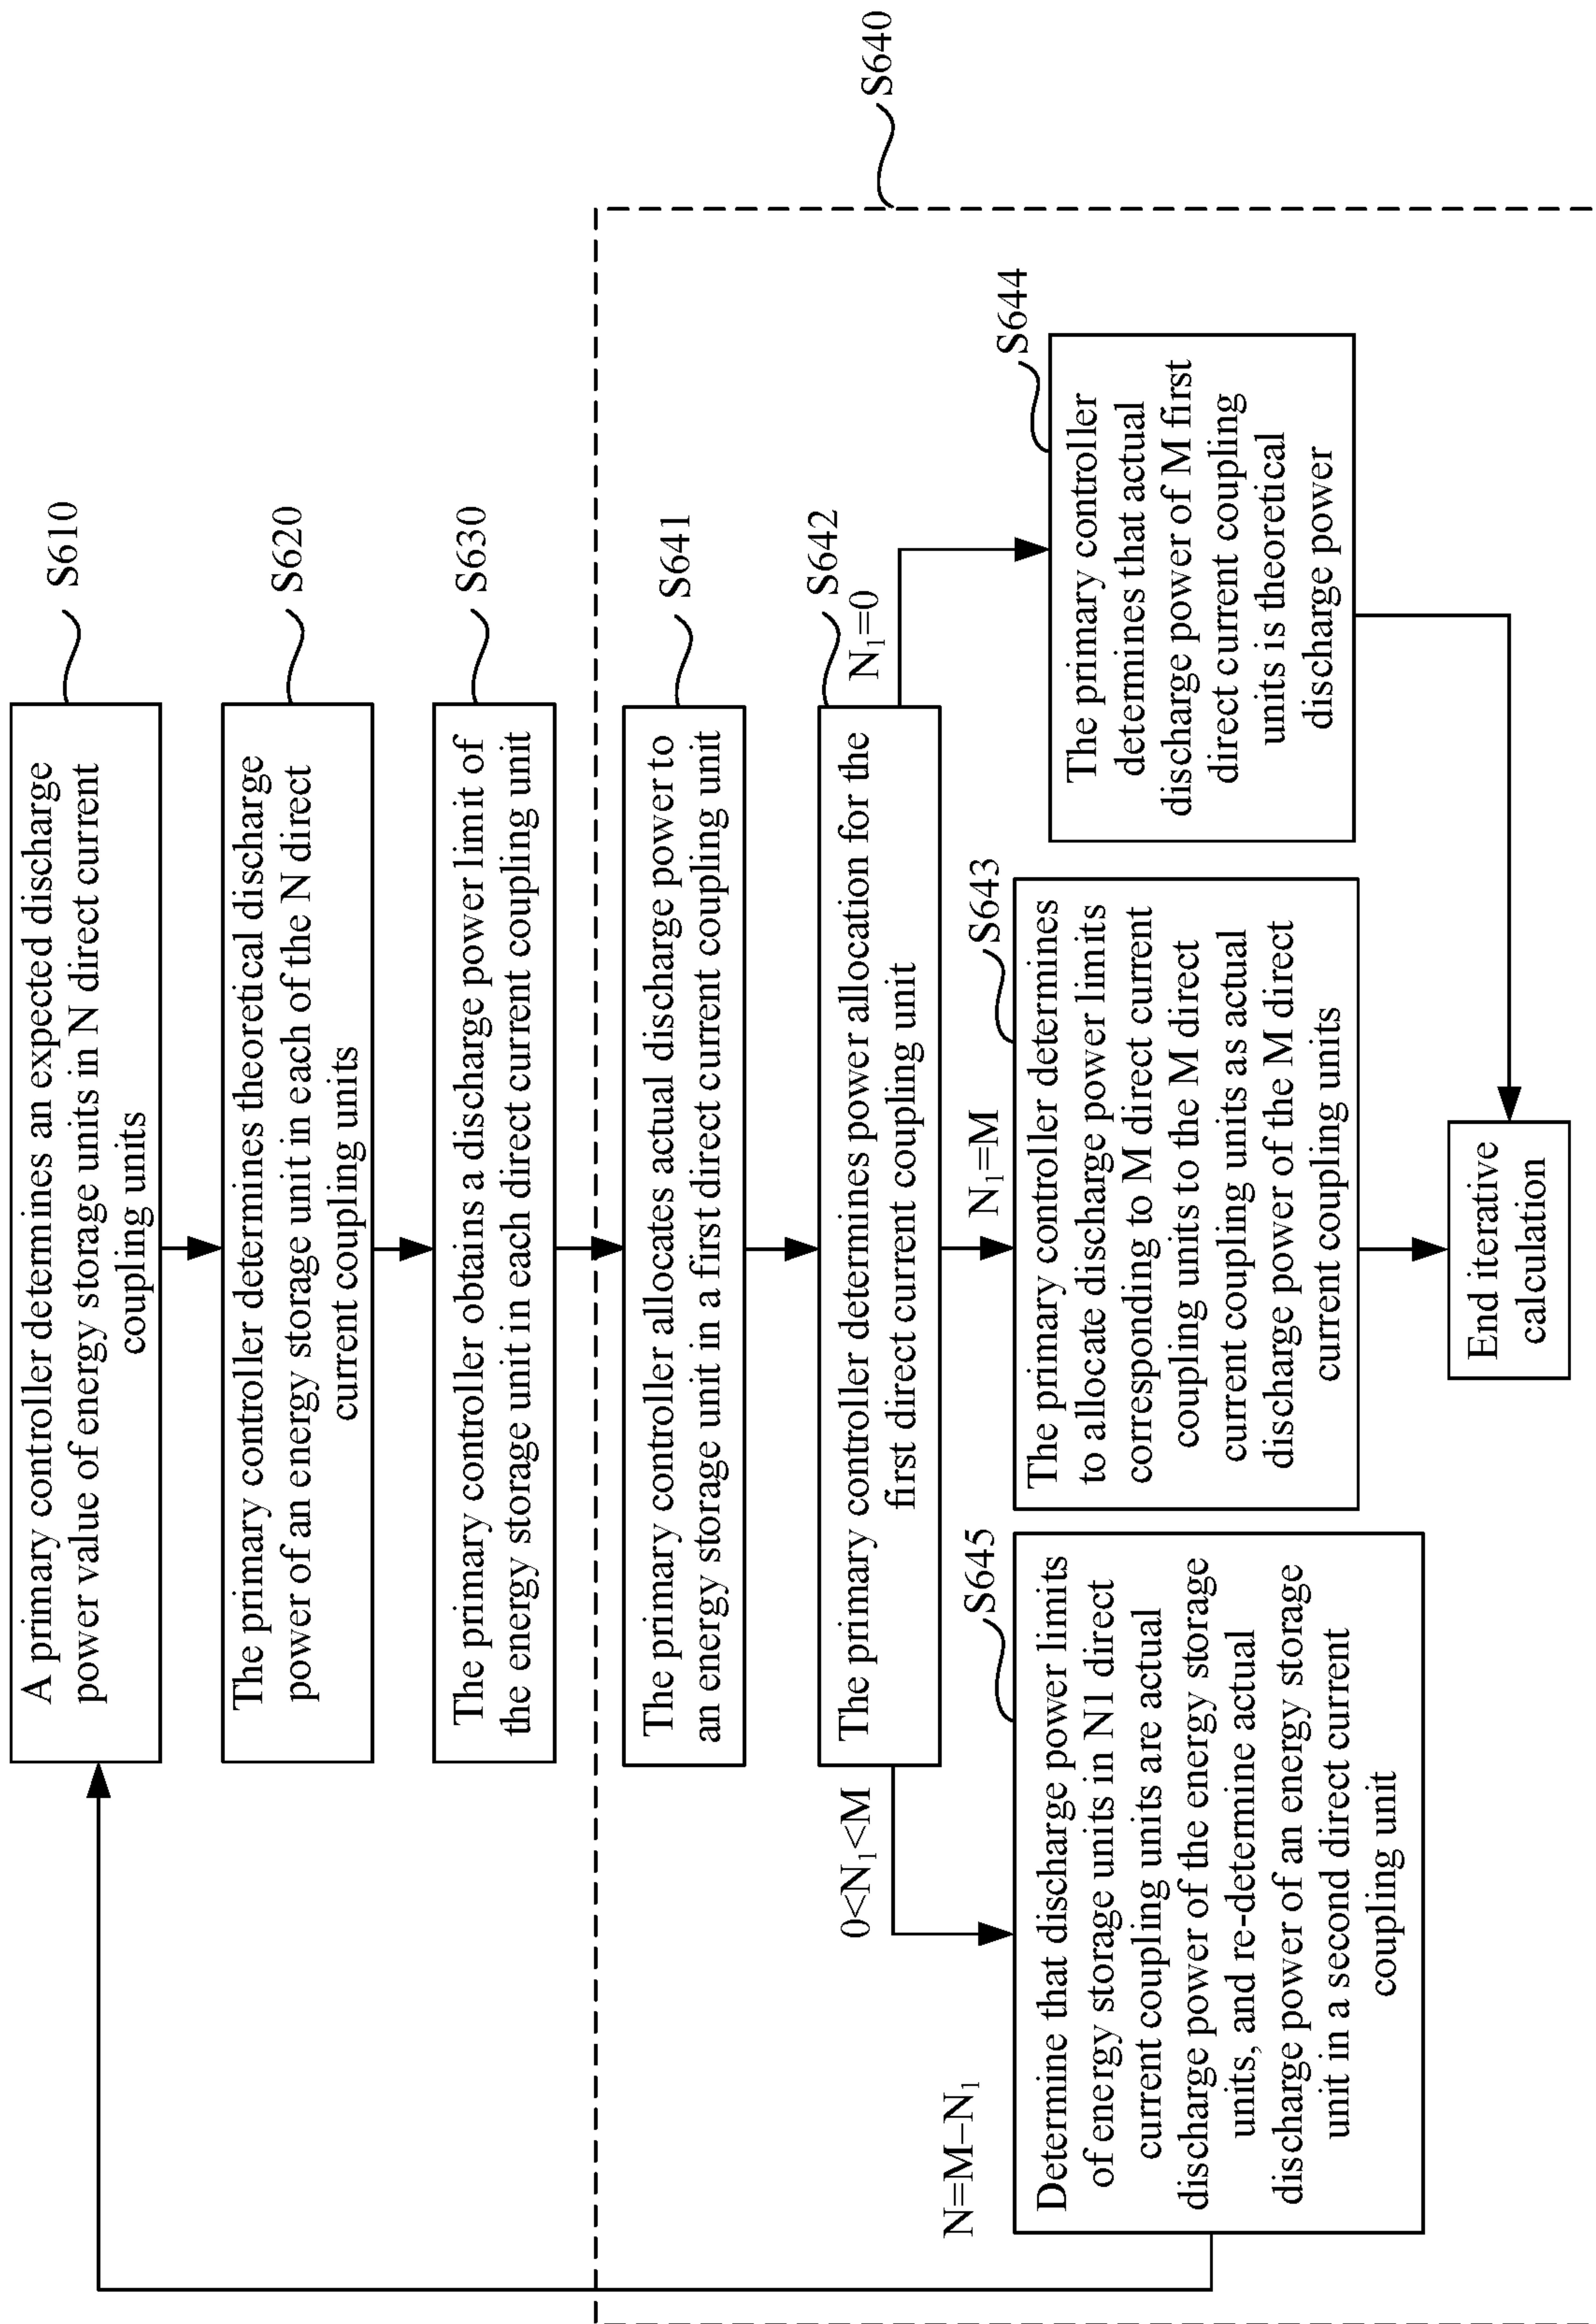 A primary controller determines an expected discharge
power value of energy storage units in N direct current
coupling units
S610
The primary controller determines theoretical discharge
power of an energy storage unit in each of the N direct
current coupling units
S620
The primary controller obtains a discharge power limit of
the energy storage unit in each direct current coupling unit
S630
S640
The primary controller allocates actual discharge power to
an energy storage unit in a first direct current coupling unit
S641
The primary controller determines power allocation for the
first direct current coupling unit
S642
0<N₁<M
N₁=M
N₁=0
N=M−N₁
Determine that discharge power limits
of energy storage units in N1 direct
current coupling units are actual
discharge power of the energy storage
units, and re-determine actual
discharge power of an energy storage
unit in a second direct current
coupling unit
S645
The primary controller determines
to allocate discharge power limits
corresponding to M direct current
coupling units to the M direct
current coupling units as actual
discharge power of the M direct
current coupling units
S643
The primary controller
determines that actual
discharge power of M first
direct current coupling
units is theoretical
discharge power
S644
End iterative
calculation